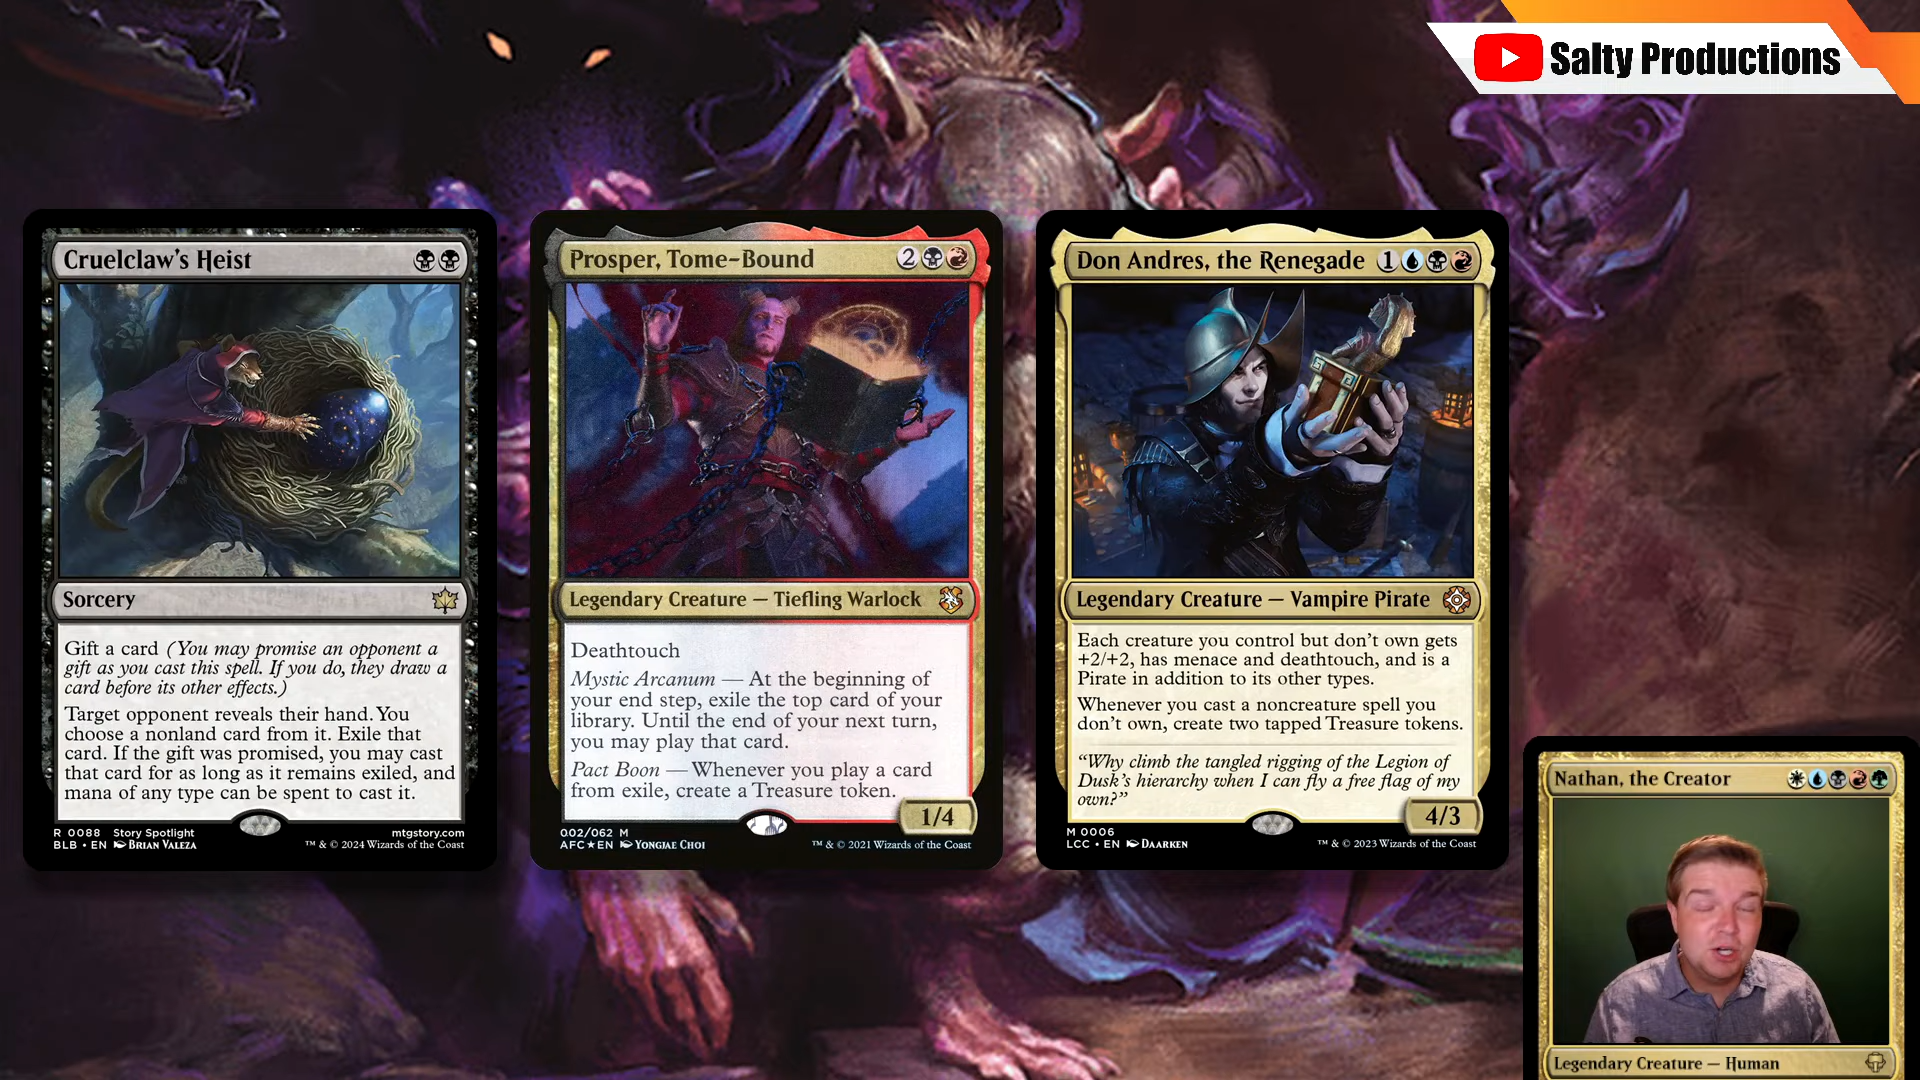 Salty Productions
Cruelclaw's Heist
Sorcery
Gift a card (You may promise an opponent a
gift as you cast this spell. If you do, they draw a
card before its other effects.)
Target opponent reveals their hand. You
choose a nonland card from it. Exile that
card. If the gift was promised, you may cast
that card for as long as it remains exiled, and
mana of any type can be spent to cast it.
R 0088 Story Spotlight mtgstory.com
BLB • EN Brian Valeza ™ & © 2024 Wizards of the Coast
Prosper, Tome-Bound 2
Legendary Creature — Tiefling Warlock
Deathtouch
Mystic Arcanum — At the beginning of
your end step, exile the top card of your
library. Until the end of your next turn,
you may play that card.
Pact Boon — Whenever you play a card
from exile, create a Treasure token.
1/4
002/062 M
AFC★EN Yongjae Choi ™ & © 2021 Wizards of the Coast
Don Andres, the Renegade 1
Legendary Creature — Vampire Pirate
Each creature you control but don't own gets
+2/+2, has menace and deathtouch, and is a
Pirate in addition to its other types.
Whenever you cast a noncreature spell you
don't own, create two tapped Treasure tokens.
"Why climb the tangled rigging of the Legion of
Dusk's hierarchy when I can fly a free flag of my
own?"
4/3
M 0006
LCC • EN Daarken ™ & © 2023 Wizards of the Coast
Nathan, the Creator
Legendary Creature — Human